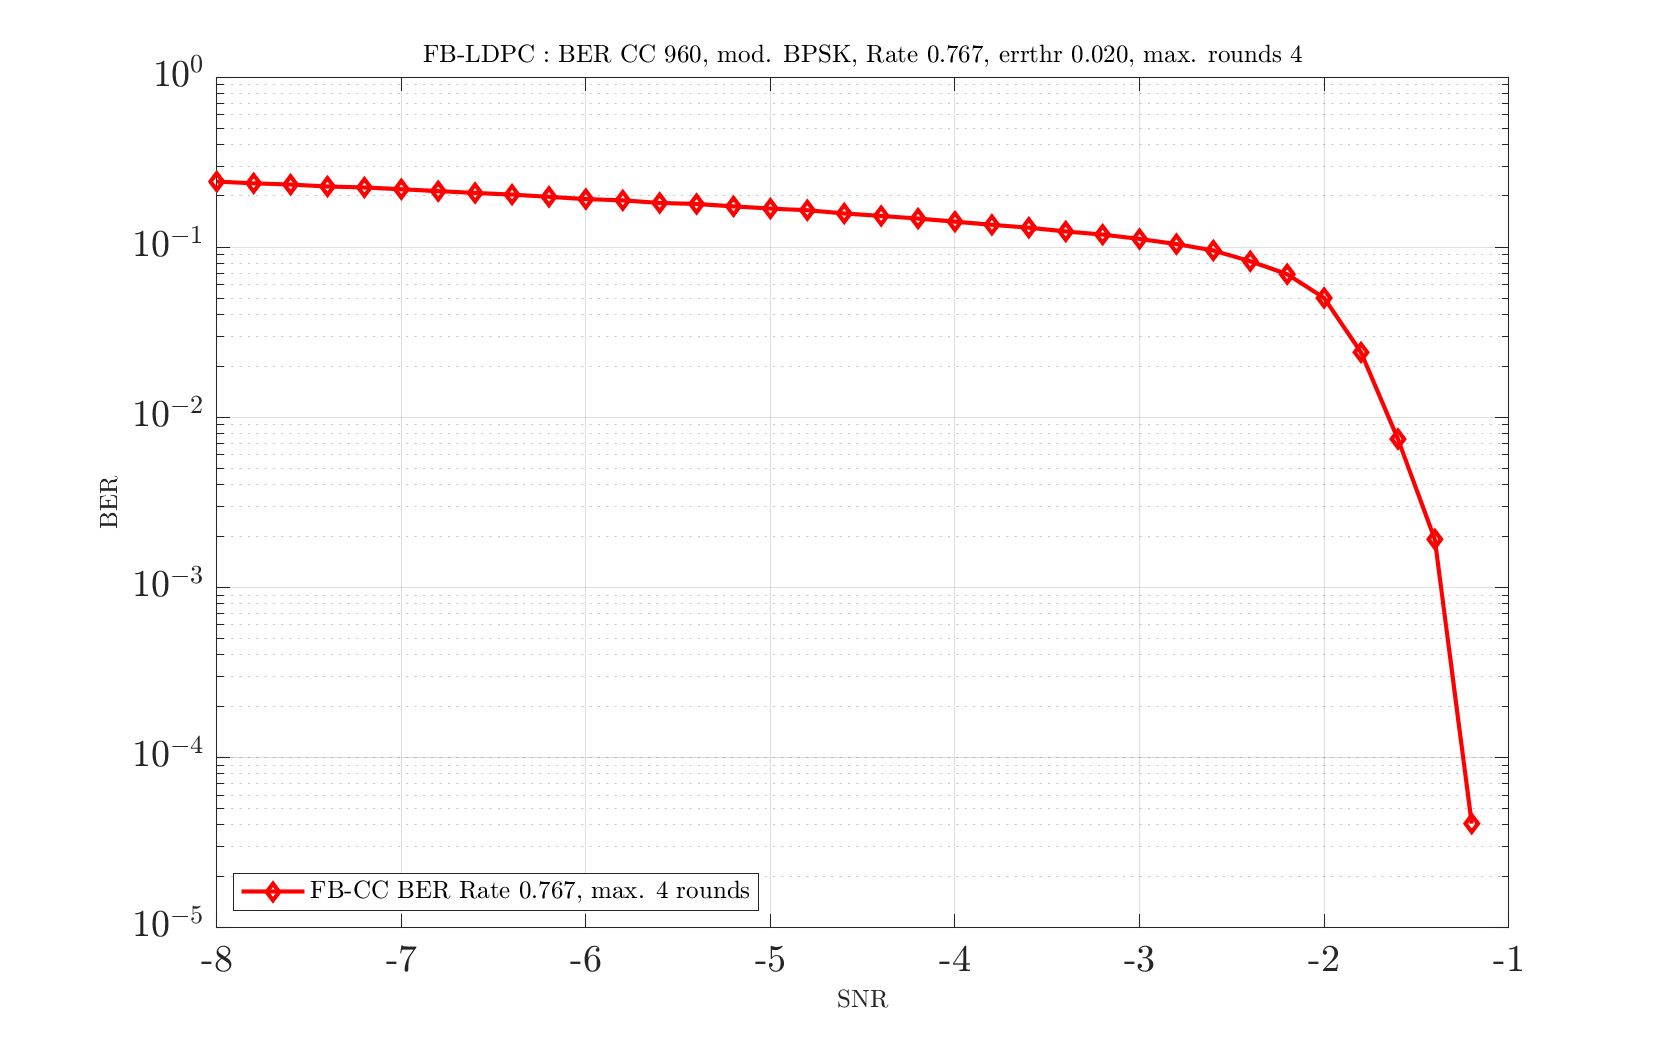 FB-LDPC : BER CC 960, mod. BPSK, Rate 0.767, errthr 0.020, max. rounds 4
10^0
10^-1
10^-2
10^-3
10^-4
10^-5
BER
FB-CC BER Rate 0.767, max. 4 rounds
-8 -7 -6 -5 -4 -3 -2 -1
SNR